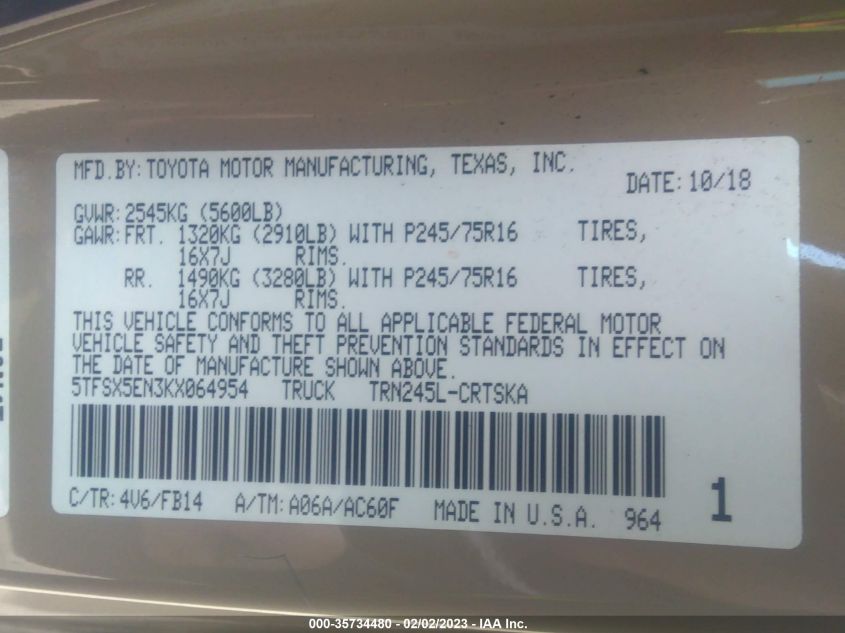 MFD.BY: TOYOTA MOTOR MANUFACTURING, TEXAS, INC.
DATE: 10/18
GVWR: 2545KG (5600LB)
GAWR: FRT. 1320KG (2910LB) WITH P245/75R16 TIRES,
16X7J RIMS.
RR. 1490KG (3280LB) WITH P245/75R16 TIRES,
16X7J RIMS.
THIS VEHICLE CONFORMS TO ALL APPLICABLE FEDERAL MOTOR
VEHICLE SAFETY AND THEFT PREVENTION STANDARDS IN EFFECT ON
THE DATE OF MANUFACTURE SHOWN ABOVE.
5TFSX5EN3KX064954 TRUCK TRN245L-CRTSKA
C/TR: 4V6/FB14 A/TM: A06A/AC60F MADE IN U.S.A. 964 1
000-35734480 - 02/02/2023 - IAA Inc.